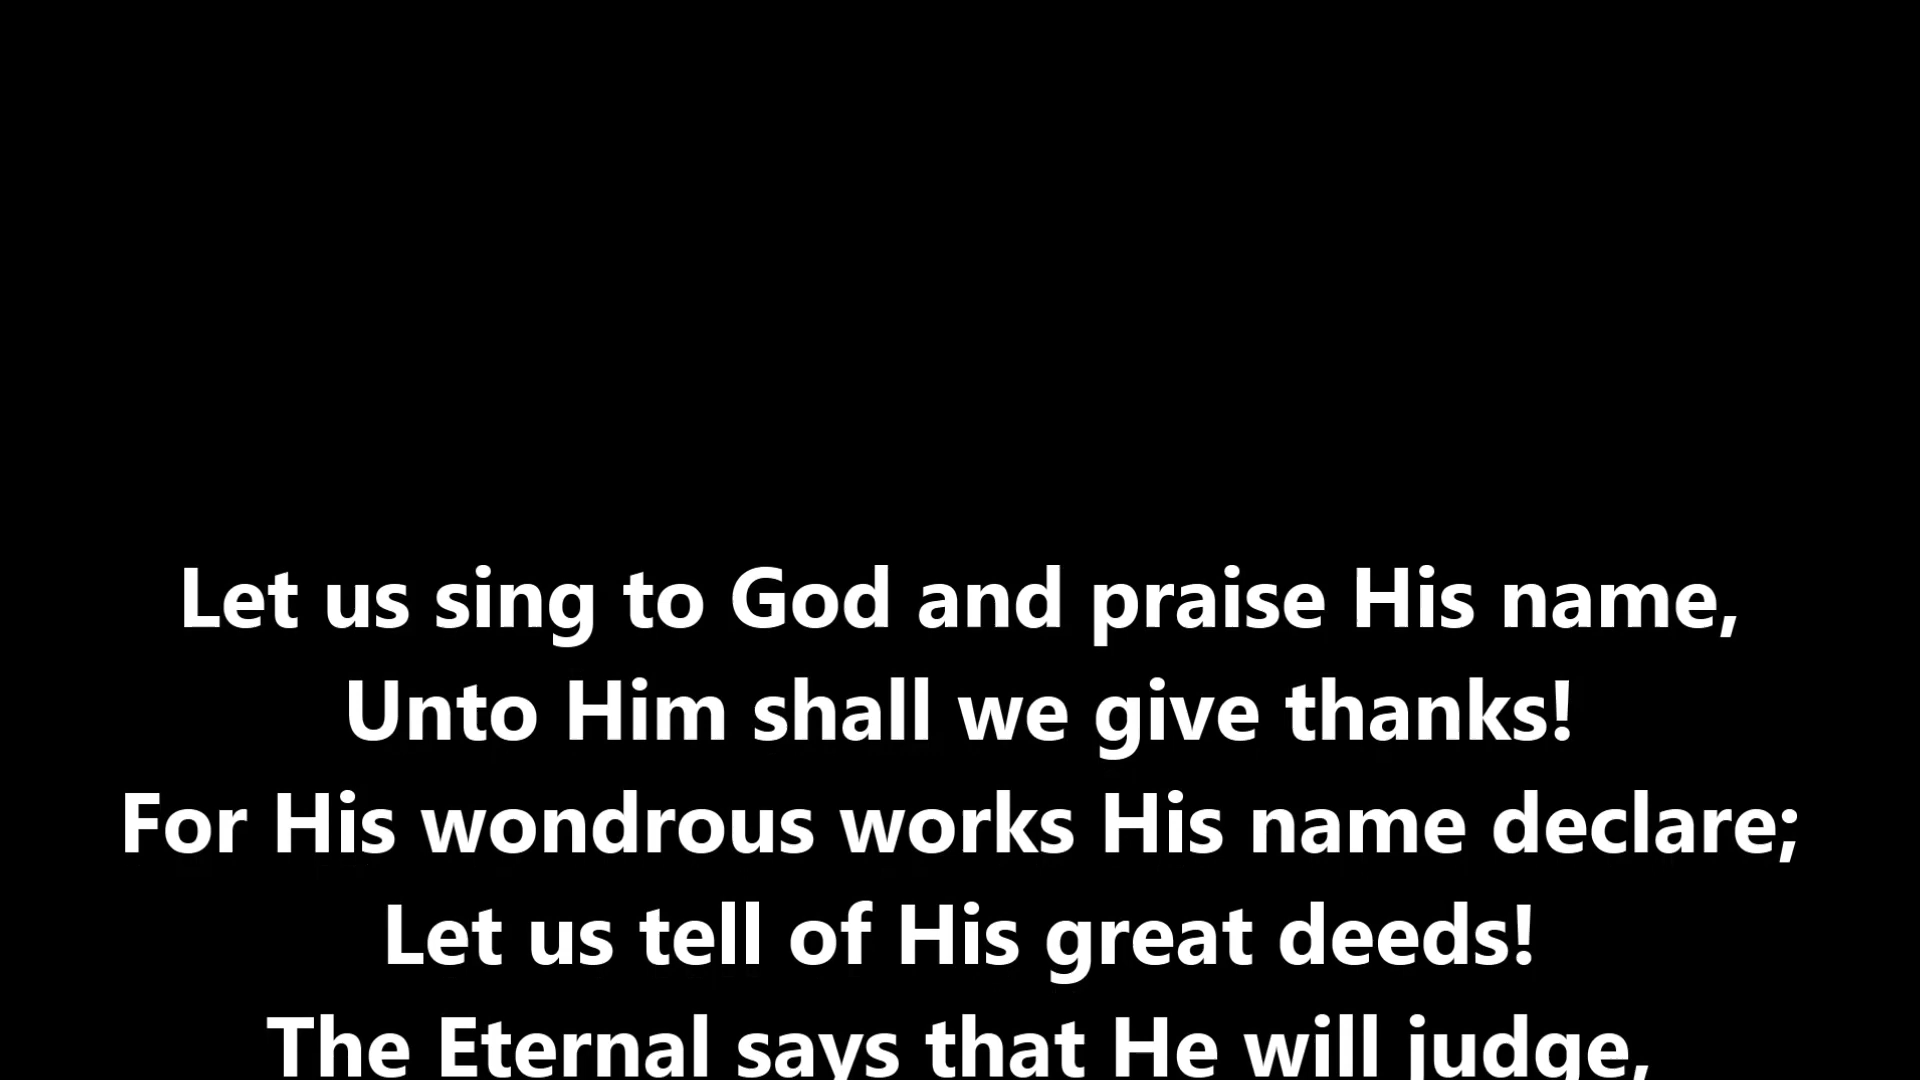 Let us sing to God and praise His name,
Unto Him shall we give thanks!
For His wondrous works His name declare;
Let us tell of His great deeds!
The Eternal says that He will judge,